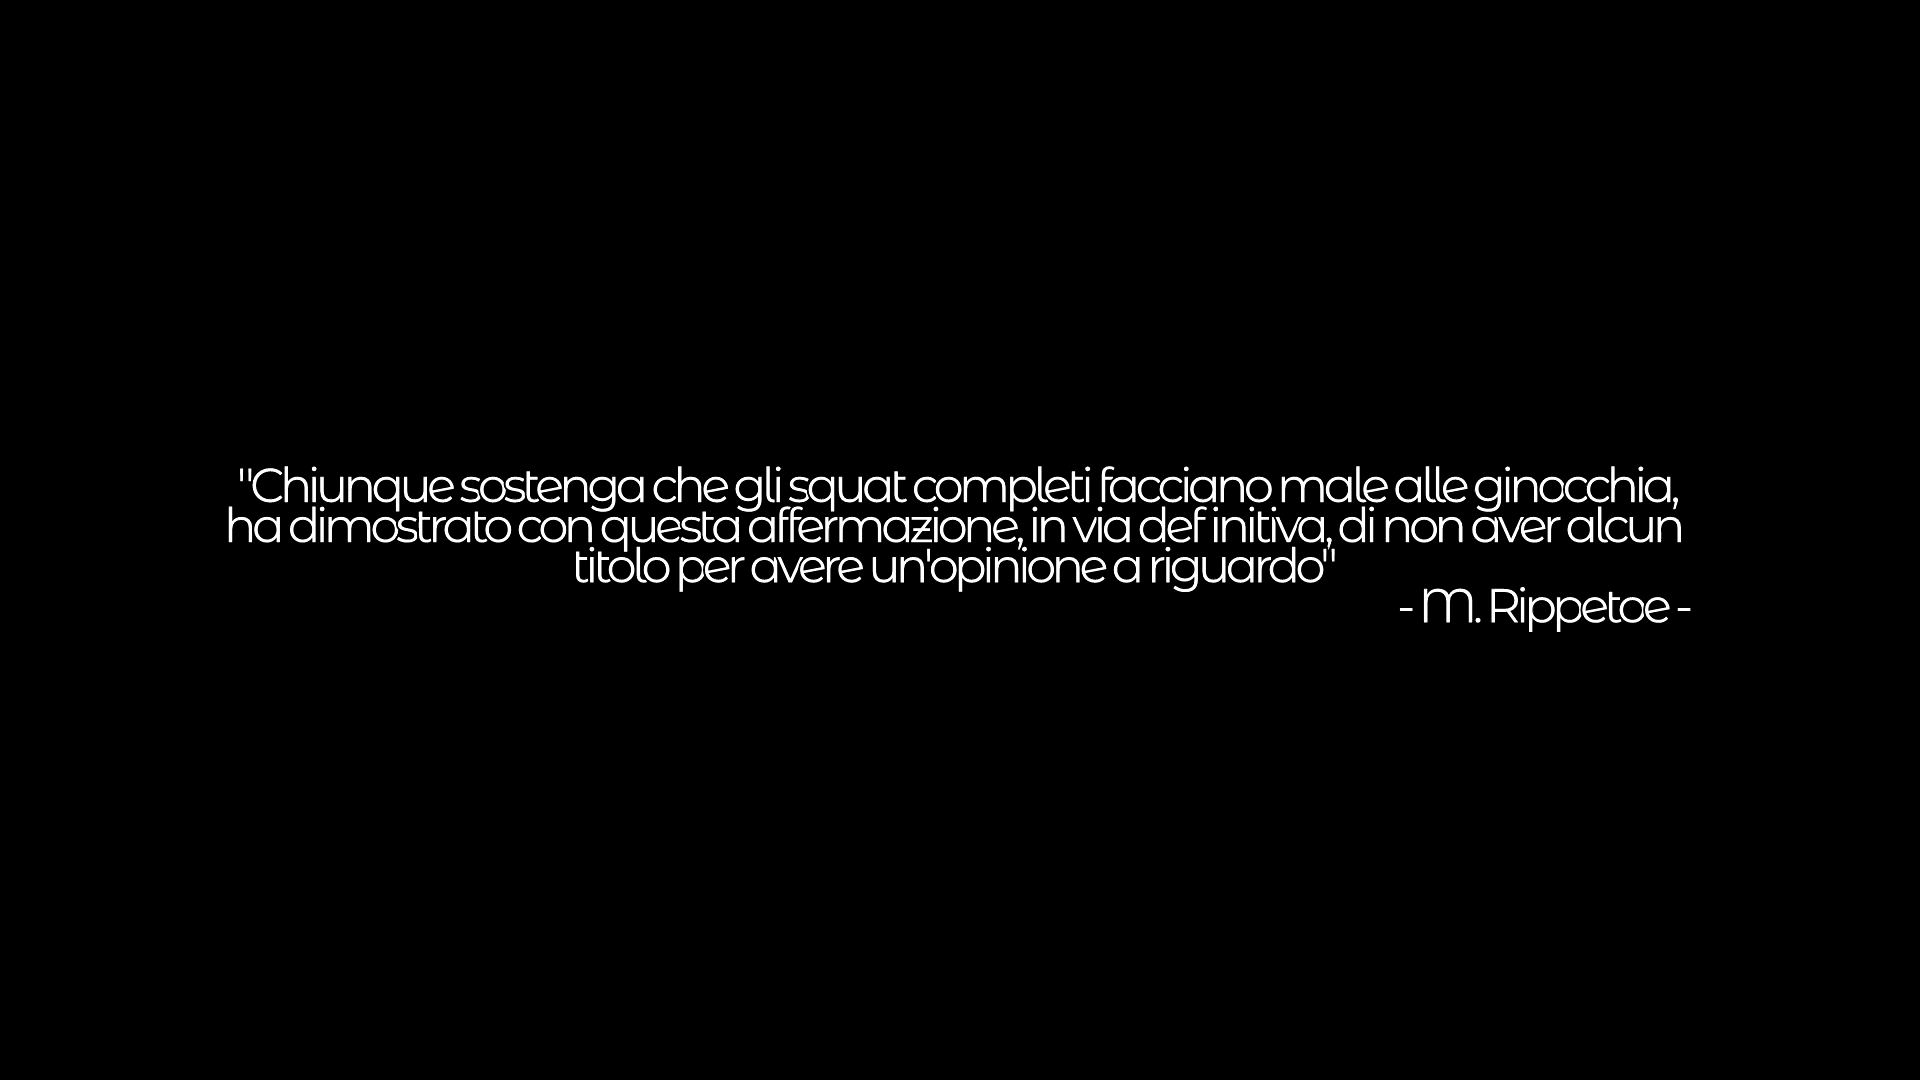 "Chiunque sostenga che gli squat completi facciano male alle ginocchia,
ha dimostrato con questa affermazione, in via definitiva, di non aver alcun
titolo per avere un'opinione a riguardo"
- M. Rippetoe -